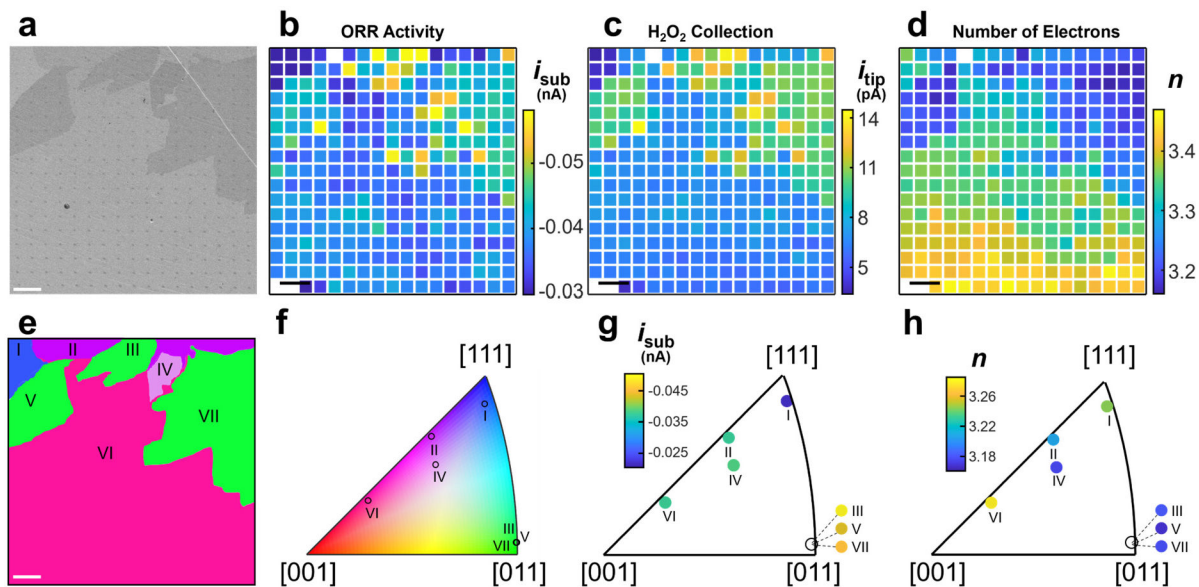 a
b
ORR Activity
i_sub
(nA)
-0.05
-0.04
-0.03
c
H₂O₂ Collection
i_tip
(pA)
14
11
8
5
d
Number of Electrons
n
3.4
3.3
3.2
e
I
II
III
IV
V
VI
VII
f
[111]
I
II
IV
VI
III
V
VII
[001]
[011]
g
i_sub
(nA)
-0.045
-0.035
-0.025
[111]
I
II
IV
VI
III
V
VII
[001]
[011]
h
n
3.26
3.22
3.18
[111]
I
II
IV
VI
III
V
VII
[001]
[011]